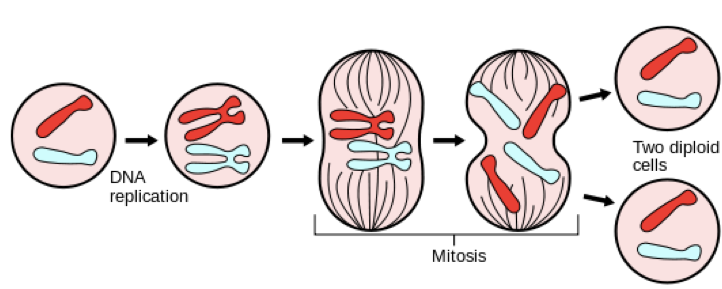 DNA
replication
Mitosis
Two diploid
cells